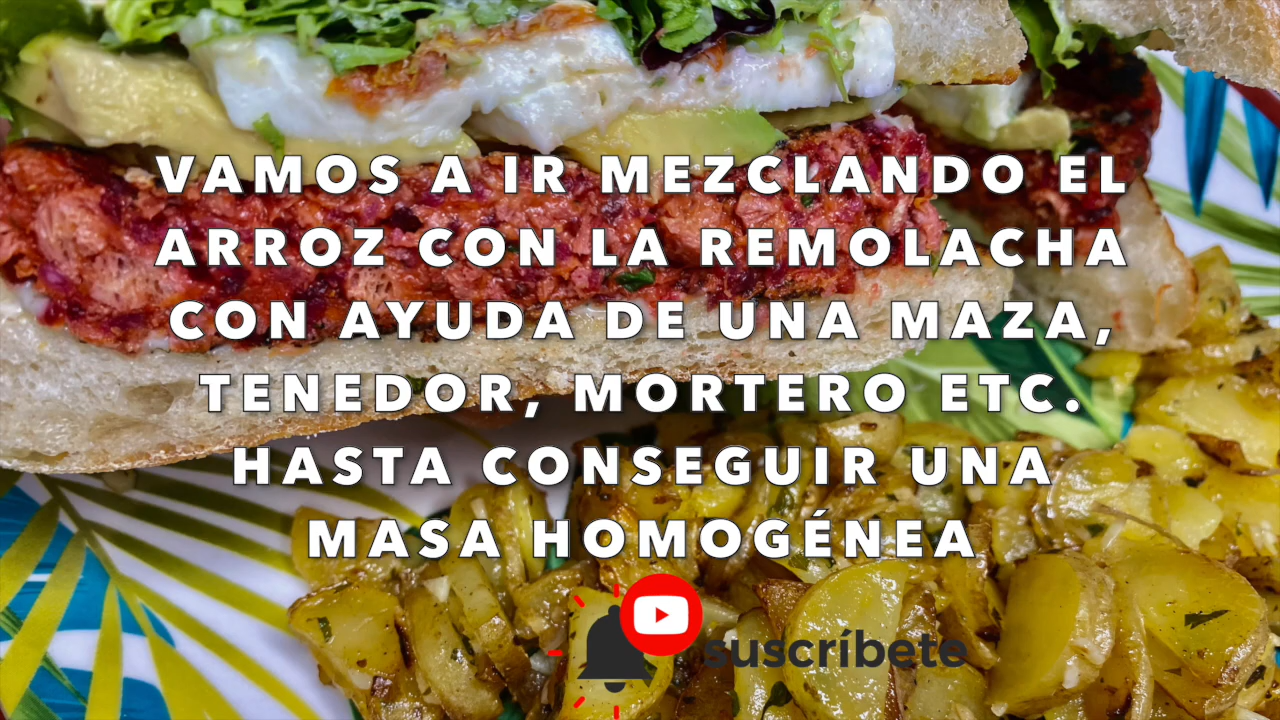 VAMOS A IR MEZCLANDO EL
ARROZ CON LA REMOLACHA
CON AYUDA DE UNA MAZA,
TENEDOR, MORTERO ETC.
HASTA CONSEGUIR UNA
MASA HOMOGÉNEA
suscríbete